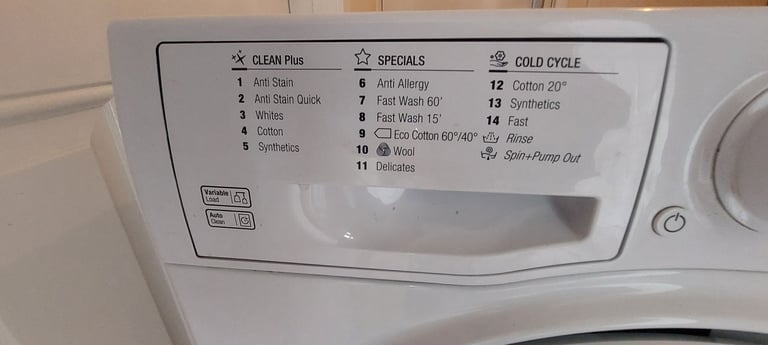 CLEAN Plus
1 Anti Stain
2 Anti Stain Quick
3 Whites
4 Cotton
5 Synthetics
SPECIALS
6 Anti Allergy
7 Fast Wash 60'
8 Fast Wash 15'
9 Eco Cotton 60°/40°
10 Wool
11 Delicates
COLD CYCLE
12 Cotton 20°
13 Synthetics
14 Fast
Rinse
Spin+Pump Out
Variable
Load
Auto
Clean